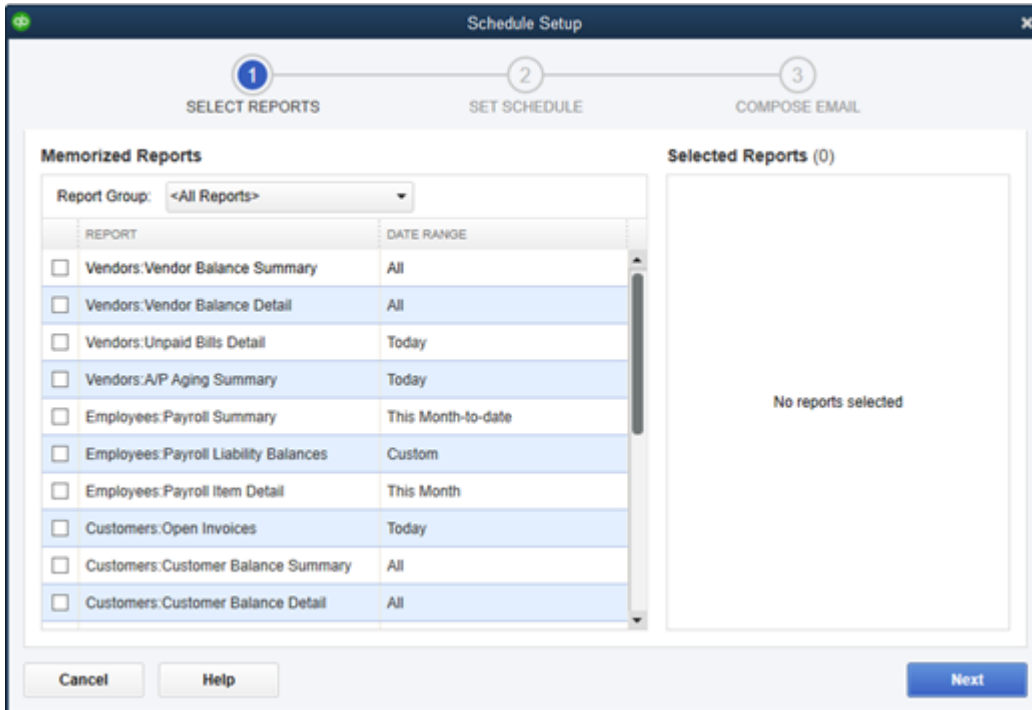 Schedule Setup
1
2
3
SELECT REPORTS
SET SCHEDULE
COMPOSE EMAIL
Memorized Reports
Report Group: <All Reports>
REPORT DATE RANGE
Vendors:Vendor Balance Summary All
Vendors:Vendor Balance Detail All
Vendors:Unpaid Bills Detail Today
Vendors:A/P Aging Summary Today
Employees:Payroll Summary This Month-to-date
Employees:Payroll Liability Balances Custom
Employees:Payroll Item Detail This Month
Customers:Open Invoices Today
Customers:Customer Balance Summary All
Customers:Customer Balance Detail All
Selected Reports (0)
No reports selected
Cancel
Help
Next